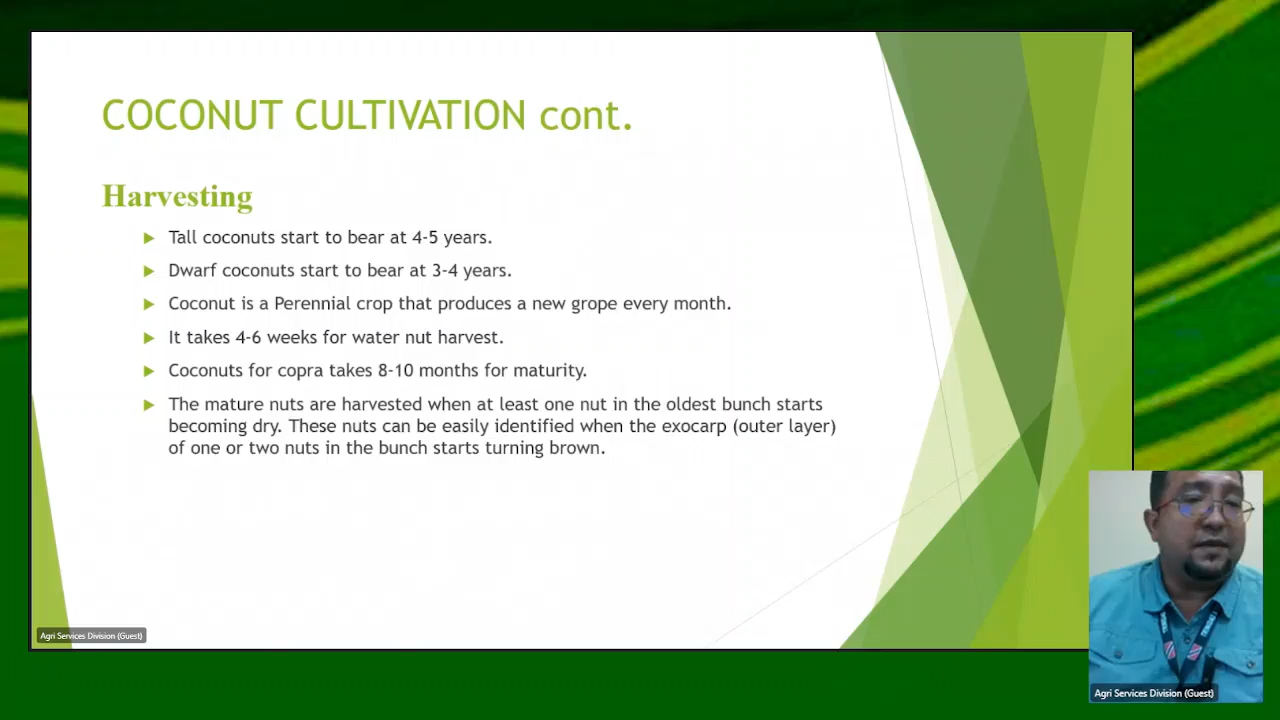 COCONUT CULTIVATION cont.
Harvesting
Tall coconuts start to bear at 4-5 years.
Dwarf coconuts start to bear at 3-4 years.
Coconut is a Perennial crop that produces a new grope every month.
It takes 4-6 weeks for water nut harvest.
Coconuts for copra takes 8-10 months for maturity.
The mature nuts are harvested when at least one nut in the oldest bunch starts
becoming dry. These nuts can be easily identified when the exocarp (outer layer)
of one or two nuts in the bunch starts turning brown.
Agri Services Division (Guest)
Agri Services Division (Guest)